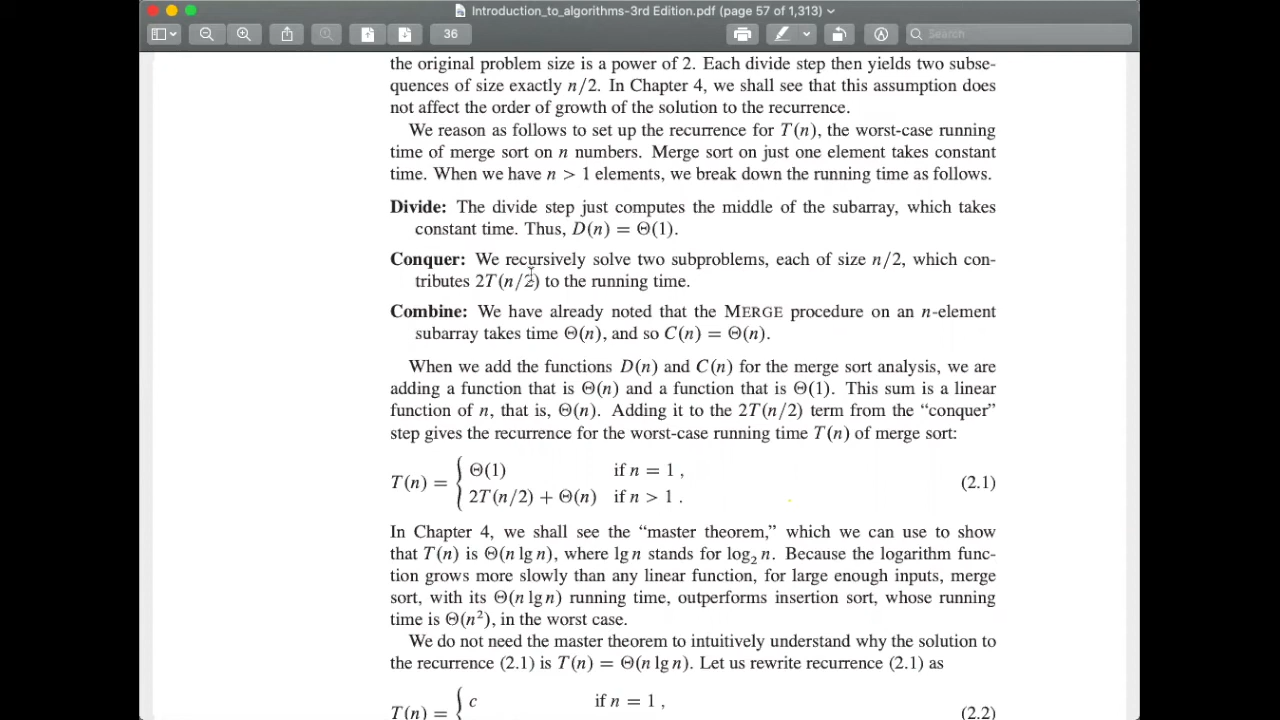 Introduction_to_algorithms-3rd Edition.pdf (page 57 of 1,313)
36
Search
the original problem size is a power of 2. Each divide step then yields two subse-
quences of size exactly n/2. In Chapter 4, we shall see that this assumption does
not affect the order of growth of the solution to the recurrence.
We reason as follows to set up the recurrence for T(n), the worst-case running
time of merge sort on n numbers. Merge sort on just one element takes constant
time. When we have n > 1 elements, we break down the running time as follows.
Divide: The divide step just computes the middle of the subarray, which takes
constant time. Thus, D(n) = Θ(1).
Conquer: We recursively solve two subproblems, each of size n/2, which con-
tributes 2T(n/2) to the running time.
Combine: We have already noted that the MERGE procedure on an n-element
subarray takes time Θ(n), and so C(n) = Θ(n).
When we add the functions D(n) and C(n) for the merge sort analysis, we are
adding a function that is Θ(n) and a function that is Θ(1). This sum is a linear
function of n, that is, Θ(n). Adding it to the 2T(n/2) term from the “conquer”
step gives the recurrence for the worst-case running time T(n) of merge sort:
Θ(1) if n = 1 ,
T(n) = { (2.1)
2T(n/2) + Θ(n) if n > 1 .
In Chapter 4, we shall see the “master theorem,” which we can use to show
that T(n) is Θ(n lg n), where lg n stands for log₂ n. Because the logarithm func-
tion grows more slowly than any linear function, for large enough inputs, merge
sort, with its Θ(n lg n) running time, outperforms insertion sort, whose running
time is Θ(n²), in the worst case.
We do not need the master theorem to intuitively understand why the solution to
the recurrence (2.1) is T(n) = Θ(n lg n). Let us rewrite recurrence (2.1) as
c if n = 1 ,
T(n) = { (2.2)